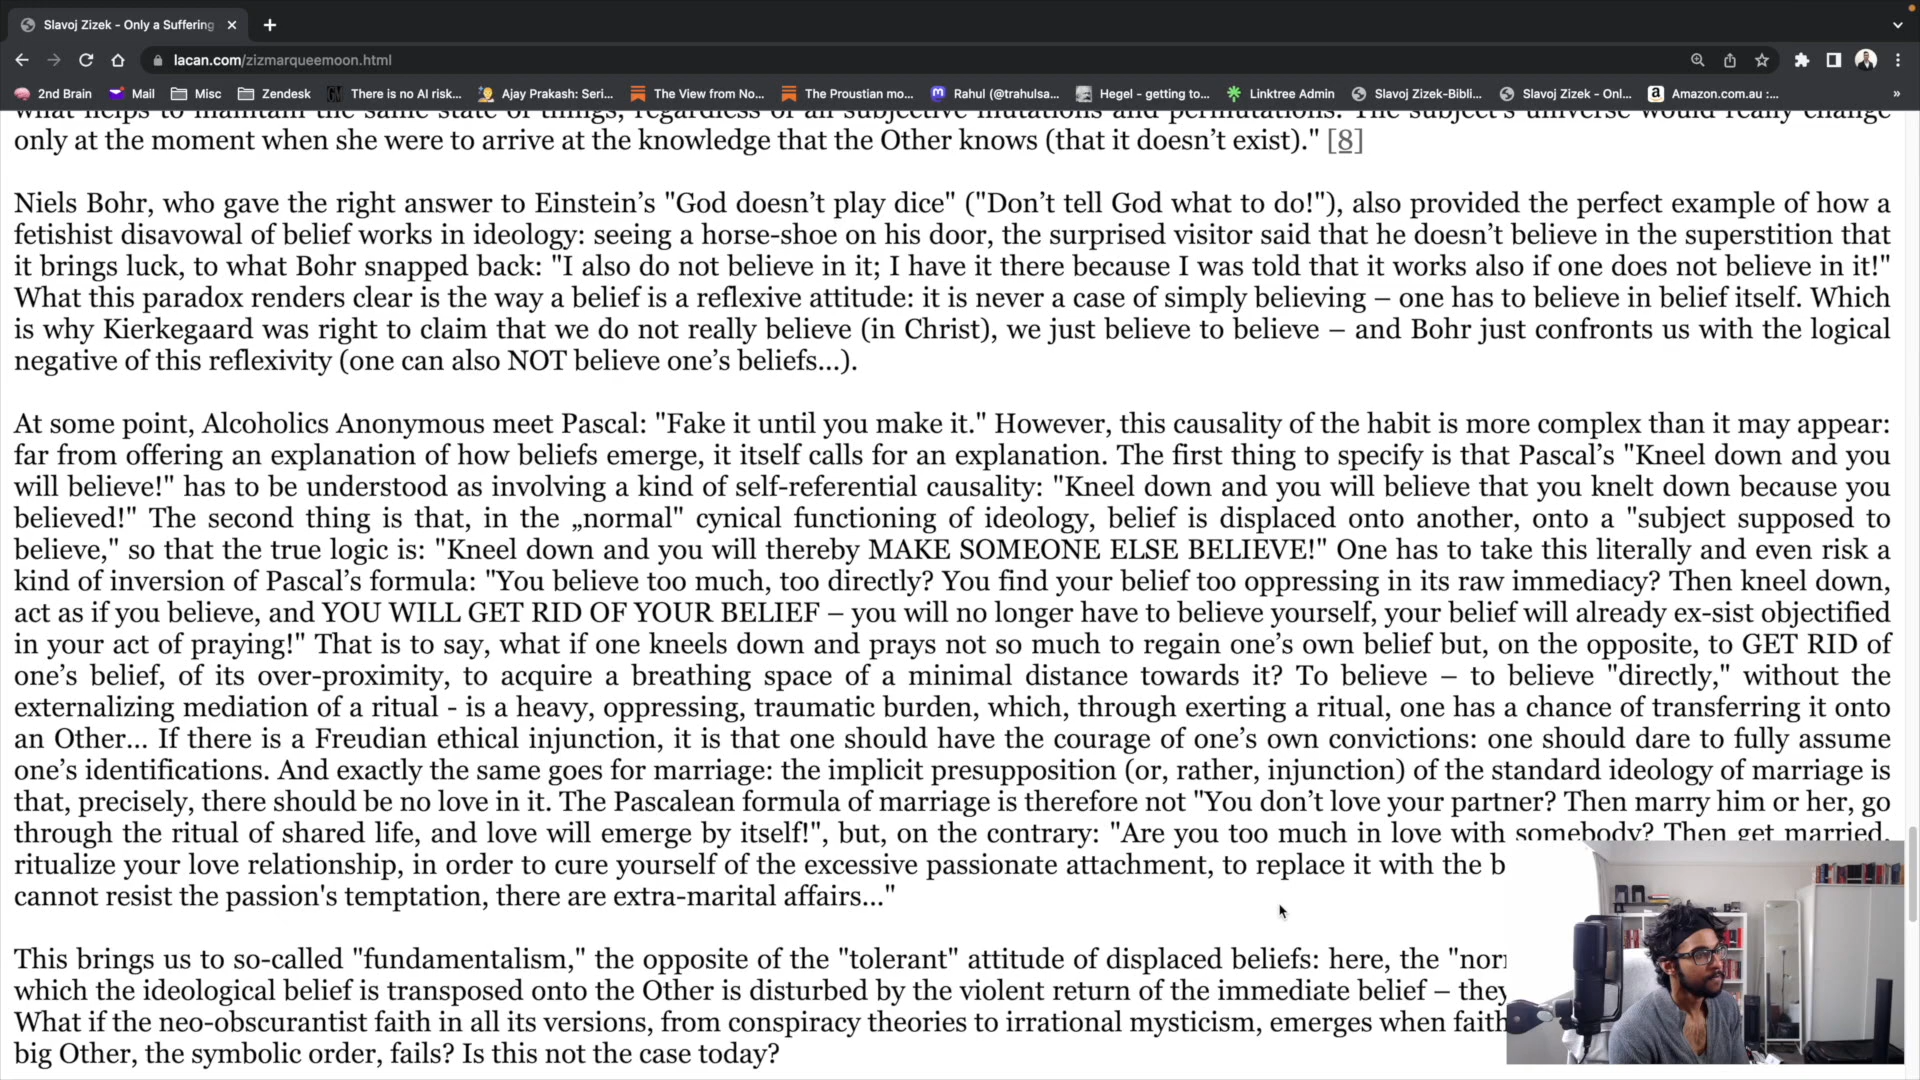 Slavoj Zizek - Only a Suffering
lacan.com/zizmarqueemoon.html
2nd Brain
Mail
Misc
Zendesk
There is no AI risk...
Ajay Prakash: Seri...
The View from No...
The Proustian mo...
Rahul (@trahulsa...
Hegel - getting to...
Linktree Admin
Slavoj Zizek-Bibli...
Slavoj Zizek - Onl...
Amazon.com.au :...
»
what helps to maintain the same state of things, regardless of all subjective mutations and permutations. The subject's universe would really change
only at the moment when she were to arrive at the knowledge that the Other knows (that it doesn’t exist)." [8]
Niels Bohr, who gave the right answer to Einstein’s "God doesn’t play dice" ("Don’t tell God what to do!"), also provided the perfect example of how a
fetishist disavowal of belief works in ideology: seeing a horse-shoe on his door, the surprised visitor said that he doesn’t believe in the superstition that
it brings luck, to what Bohr snapped back: "I also do not believe in it; I have it there because I was told that it works also if one does not believe in it!"
What this paradox renders clear is the way a belief is a reflexive attitude: it is never a case of simply believing – one has to believe in belief itself. Which
is why Kierkegaard was right to claim that we do not really believe (in Christ), we just believe to believe – and Bohr just confronts us with the logical
negative of this reflexivity (one can also NOT believe one’s beliefs...).
At some point, Alcoholics Anonymous meet Pascal: "Fake it until you make it." However, this causality of the habit is more complex than it may appear:
far from offering an explanation of how beliefs emerge, it itself calls for an explanation. The first thing to specify is that Pascal’s "Kneel down and you
will believe!" has to be understood as involving a kind of self-referential causality: "Kneel down and you will believe that you knelt down because you
believed!" The second thing is that, in the „normal" cynical functioning of ideology, belief is displaced onto another, onto a "subject supposed to
believe," so that the true logic is: "Kneel down and you will thereby MAKE SOMEONE ELSE BELIEVE!" One has to take this literally and even risk a
kind of inversion of Pascal’s formula: "You believe too much, too directly? You find your belief too oppressing in its raw immediacy? Then kneel down,
act as if you believe, and YOU WILL GET RID OF YOUR BELIEF – you will no longer have to believe yourself, your belief will already ex-sist objectified
in your act of praying!" That is to say, what if one kneels down and prays not so much to regain one’s own belief but, on the opposite, to GET RID of
one’s belief, of its over-proximity, to acquire a breathing space of a minimal distance towards it? To believe – to believe "directly," without the
externalizing mediation of a ritual - is a heavy, oppressing, traumatic burden, which, through exerting a ritual, one has a chance of transferring it onto
an Other... If there is a Freudian ethical injunction, it is that one should have the courage of one’s own convictions: one should dare to fully assume
one’s identifications. And exactly the same goes for marriage: the implicit presupposition (or, rather, injunction) of the standard ideology of marriage is
that, precisely, there should be no love in it. The Pascalean formula of marriage is therefore not "You don’t love your partner? Then marry him or her, go
through the ritual of shared life, and love will emerge by itself!", but, on the contrary: "Are you too much in love with somebody? Then get married,
ritualize your love relationship, in order to cure yourself of the excessive passionate attachment, to replace it with the b
cannot resist the passion's temptation, there are extra-marital affairs..."
This brings us to so-called "fundamentalism," the opposite of the "tolerant" attitude of displaced beliefs: here, the "nor
which the ideological belief is transposed onto the Other is disturbed by the violent return of the immediate belief – they
What if the neo-obscurantist faith in all its versions, from conspiracy theories to irrational mysticism, emerges when faith
big Other, the symbolic order, fails? Is this not the case today?